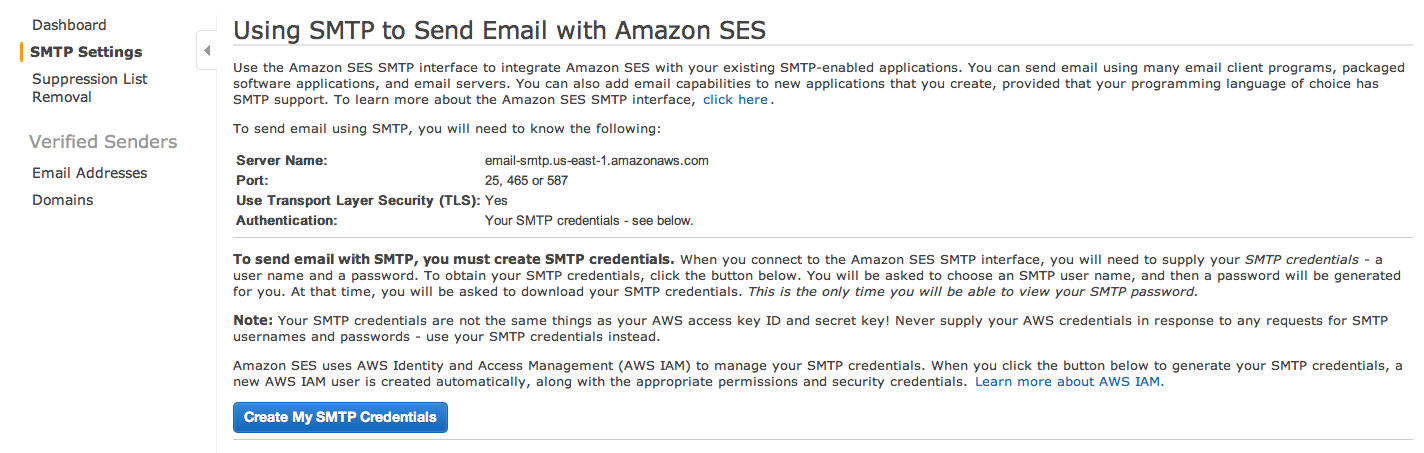 Dashboard
SMTP Settings
Suppression List
Removal
Verified Senders
Email Addresses
Domains
Using SMTP to Send Email with Amazon SES
Use the Amazon SES SMTP interface to integrate Amazon SES with your existing SMTP-enabled applications. You can send email using many email client programs, packaged
software applications, and email servers. You can also add email capabilities to new applications that you create, provided that your programming language of choice has
SMTP support. To learn more about the Amazon SES SMTP interface, click here.
To send email using SMTP, you will need to know the following:
Server Name: email-smtp.us-east-1.amazonaws.com
Port: 25, 465 or 587
Use Transport Layer Security (TLS): Yes
Authentication: Your SMTP credentials - see below.
To send email with SMTP, you must create SMTP credentials. When you connect to the Amazon SES SMTP interface, you will need to supply your SMTP credentials - a
user name and a password. To obtain your SMTP credentials, click the button below. You will be asked to choose an SMTP user name, and then a password will be generated
for you. At that time, you will be asked to download your SMTP credentials. This is the only time you will be able to view your SMTP password.
Note: Your SMTP credentials are not the same things as your AWS access key ID and secret key! Never supply your AWS credentials in response to any requests for SMTP
usernames and passwords - use your SMTP credentials instead.
Amazon SES uses AWS Identity and Access Management (AWS IAM) to manage your SMTP credentials. When you click the button below to generate your SMTP credentials, a
new AWS IAM user is created automatically, along with the appropriate permissions and security credentials. Learn more about AWS IAM.
Create My SMTP Credentials